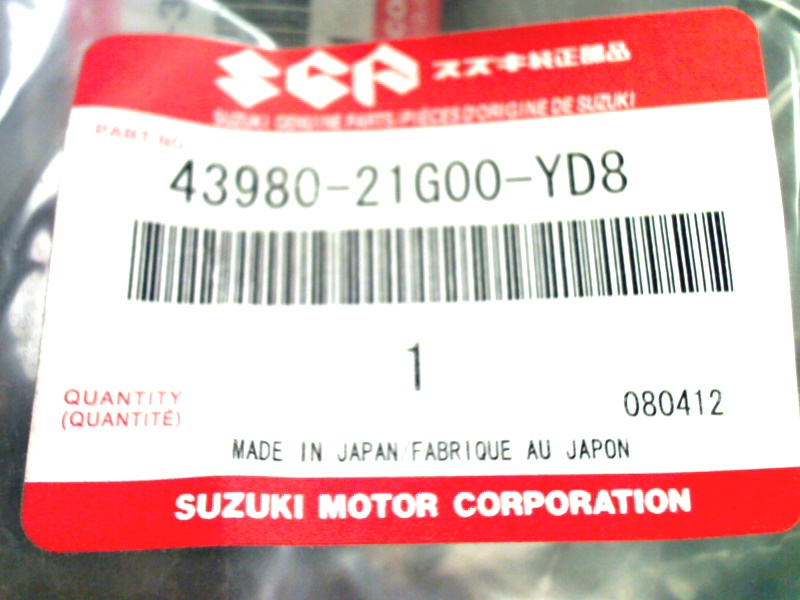 SGP スズキ純正部品
SUZUKI GENUINE PARTS/PIÈCES D'ORIGINE DE SUZUKI
PART NO.
43980-21G00-YD8
1
QUANTITY
(QUANTITÉ)
080412
MADE IN JAPAN/FABRIQUE AU JAPON
SUZUKI MOTOR CORPORATION